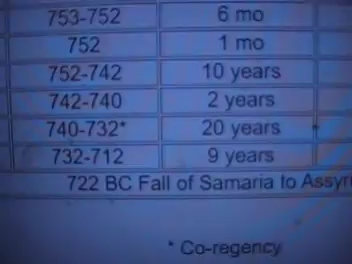 753-752 6 mo
752 1 mo
752-742 10 years
742-740 2 years
740-732* 20 years
732-712 9 years
722 BC Fall of Samaria to Assyr
* Co-regency